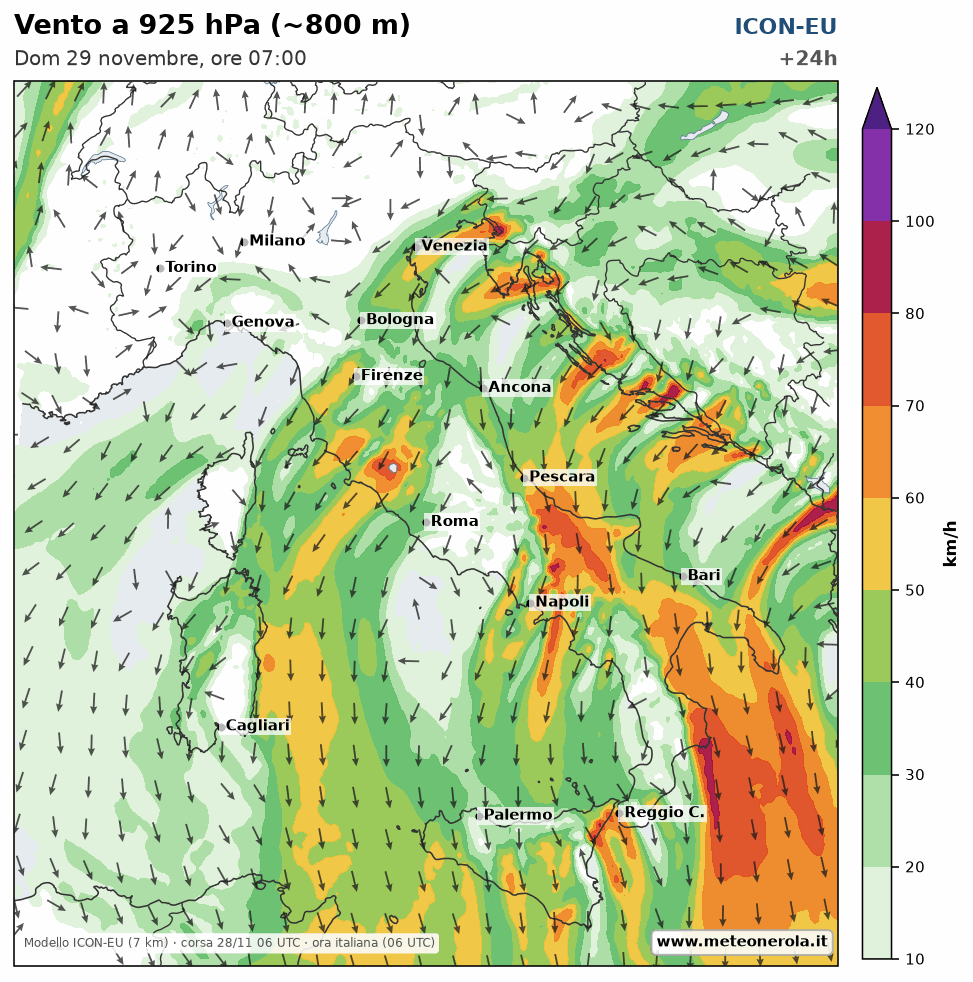 Vento a 925 hPa (~800 m)
ICON-EU
Dom 29 novembre, ore 07:00
+24h
120
100
80
70
60
50
40
30
20
10
km/h
Venezia
Milano
Torino
Genova
Bologna
Firenze
Ancona
Pescara
Roma
Bari
Napoli
Cagliari
Palermo
Reggio C.
Modello ICON-EU (7 km) · corsa 28/11 06 UTC · ora italiana (06 UTC)
www.meteonerola.it